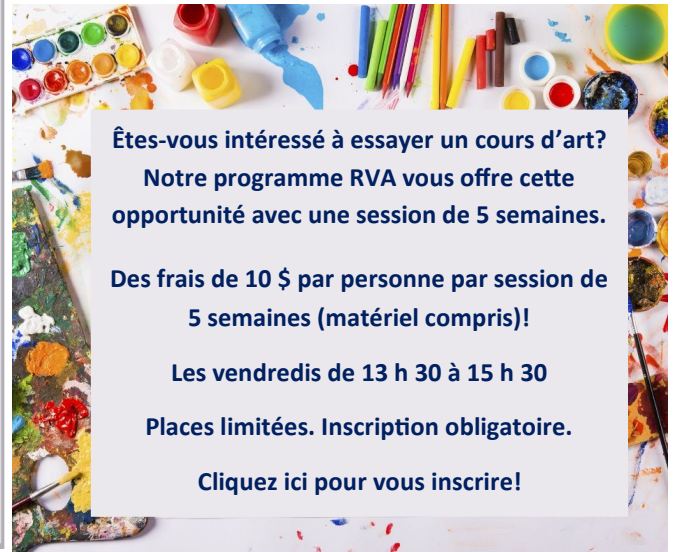 Êtes-vous intéressé à essayer un cours d’art?
Notre programme RVA vous offre cette
opportunité avec une session de 5 semaines.
Des frais de 10 $ par personne par session de
5 semaines (matériel compris)!
Les vendredis de 13 h 30 à 15 h 30
Places limitées. Inscription obligatoire.
Cliquez ici pour vous inscrire!